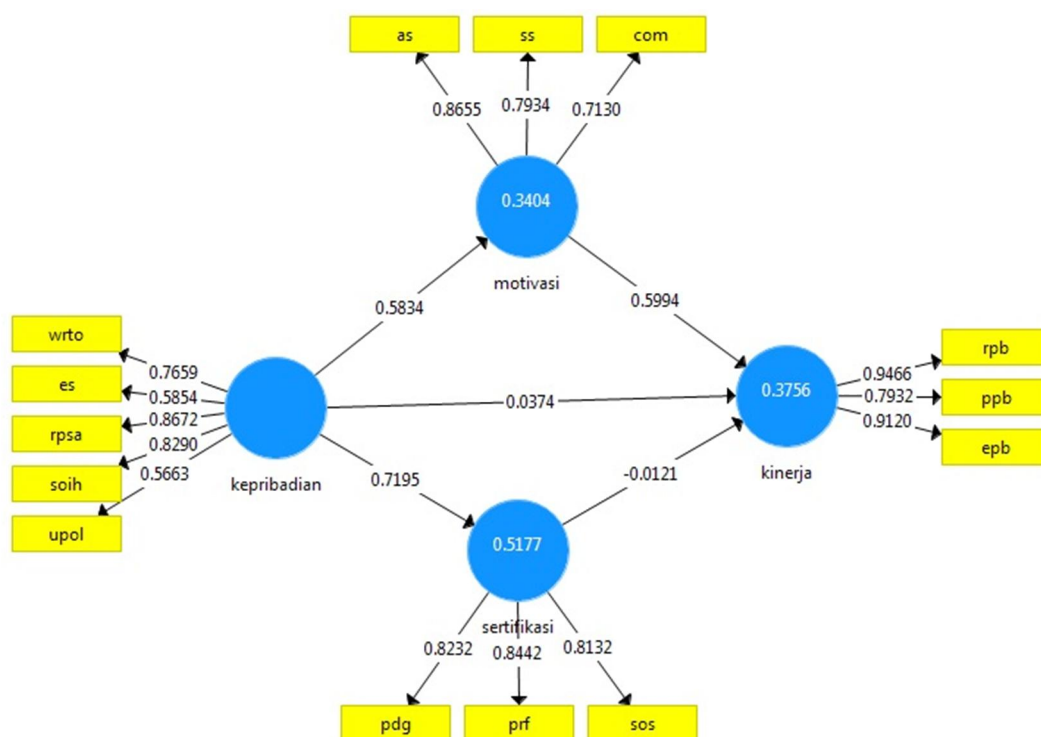 as ss com
0.8655 0.7934 0.7130
0.3404
motivasi
0.5834 0.5994
wrto
es
rpsa
soih
upol
0.7659
0.5854
0.8672
0.8290
0.5663
kepribadian
0.0374
0.3756
kinerja
0.9466
0.7932
0.9120
rpb
ppb
epb
0.7195 -0.0121
0.5177
sertifikasi
0.8232 0.8442 0.8132
pdg prf sos